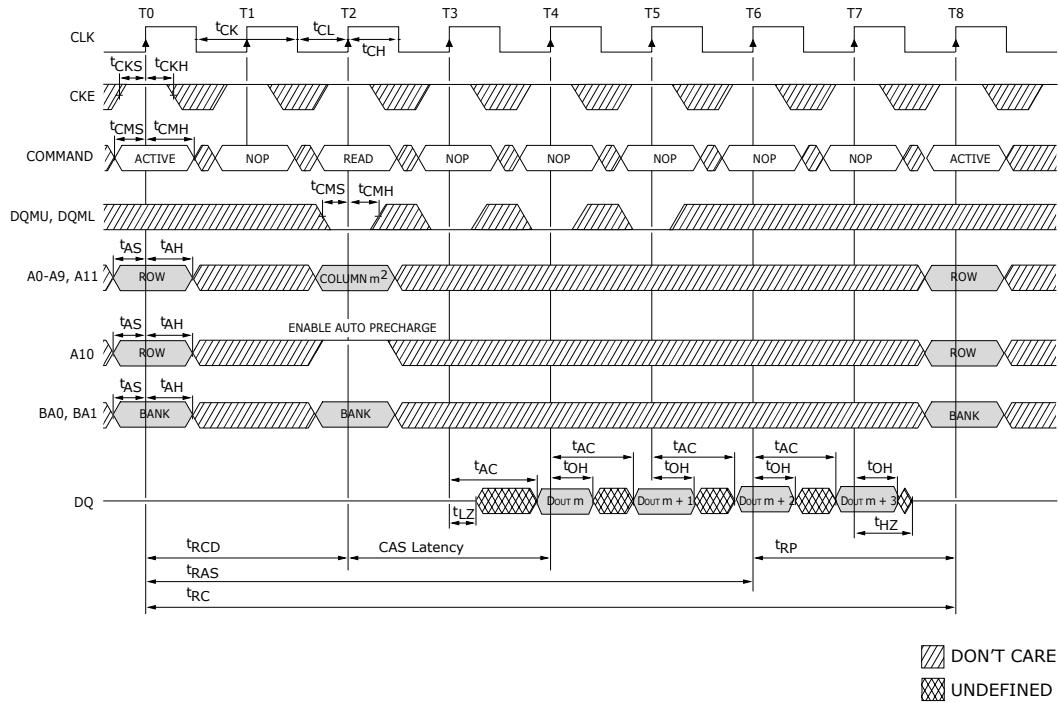 T0 T1 T2 T3 T4 T5 T6 T7 T8
CLK
tCK tCL tCH
tCKS tCKH
CKE
tCMS tCMH
COMMAND ACTIVE NOP READ NOP NOP NOP NOP NOP ACTIVE
tCMS tCMH
DQMU, DQML
tAS tAH
A0-A9, A11 ROW COLUMN m2 ROW
tAS tAH ENABLE AUTO PRECHARGE
A10 ROW ROW
tAS tAH
BA0, BA1 BANK BANK BANK
tAC tAC tAC tAC
tOH tOH tOH tOH
DQ DOUT m DOUT m + 1 DOUT m + 2 DOUT m + 3
tLZ tHZ
tRCD CAS Latency tRP
tRAS
tRC
DON'T CARE
UNDEFINED